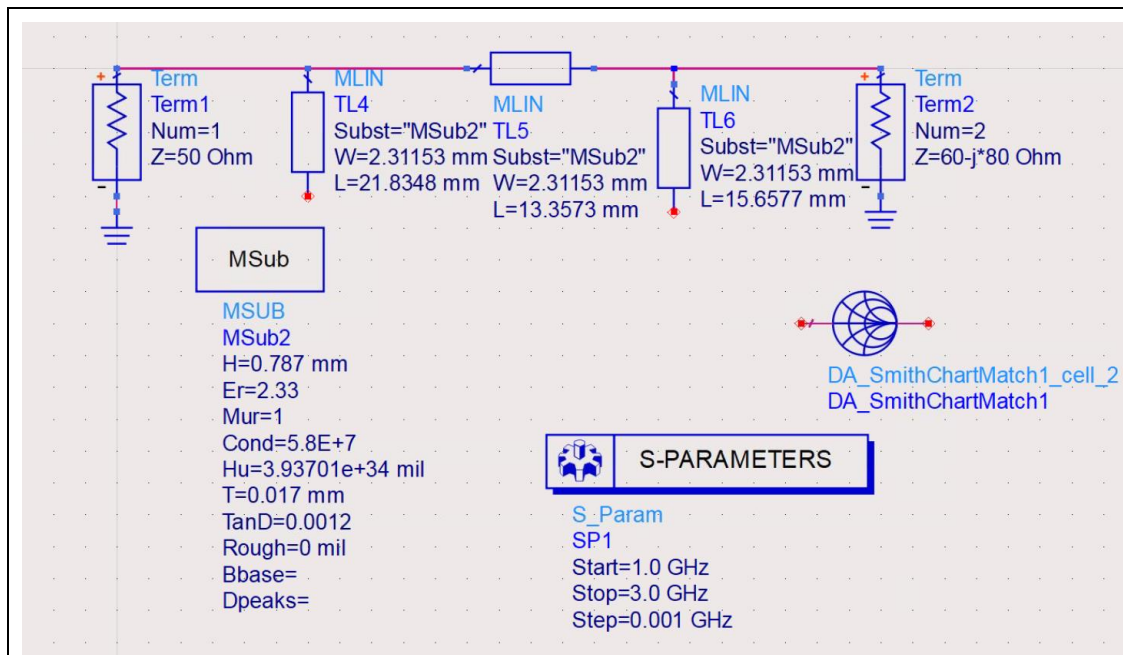 Term
Term1
Num=1
Z=50 Ohm
MLIN
TL4
Subst="MSub2"
W=2.31153 mm
L=21.8348 mm
MLIN
TL5
Subst="MSub2"
W=2.31153 mm
L=13.3573 mm
MLIN
TL6
Subst="MSub2"
W=2.31153 mm
L=15.6577 mm
Term
Term2
Num=2
Z=60-j*80 Ohm
MSub
MSUB
MSub2
H=0.787 mm
Er=2.33
Mur=1
Cond=5.8E+7
Hu=3.93701e+34 mil
T=0.017 mm
TanD=0.0012
Rough=0 mil
Bbase=
Dpeaks=
DA_SmithChartMatch1_cell_2
DA_SmithChartMatch1
S-PARAMETERS
S_Param
SP1
Start=1.0 GHz
Stop=3.0 GHz
Step=0.001 GHz